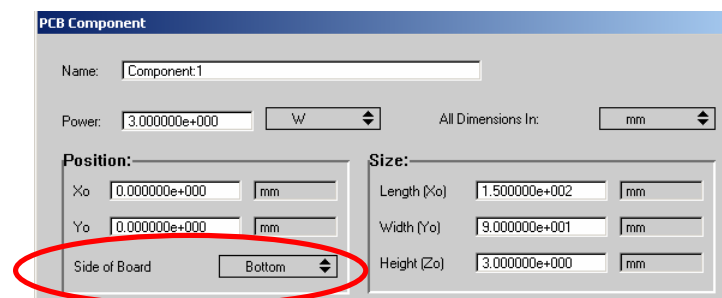 PCB Component
Name: Component:1
Power: 3.000000e+000 W All Dimensions In: mm
Position: Size:
Xo 0.000000e+000 mm Length (Xo) 1.500000e+002 mm
Yo 0.000000e+000 mm Width (Yo) 9.000000e+001 mm
Side of Board Bottom Height (Zo) 3.000000e+000 mm